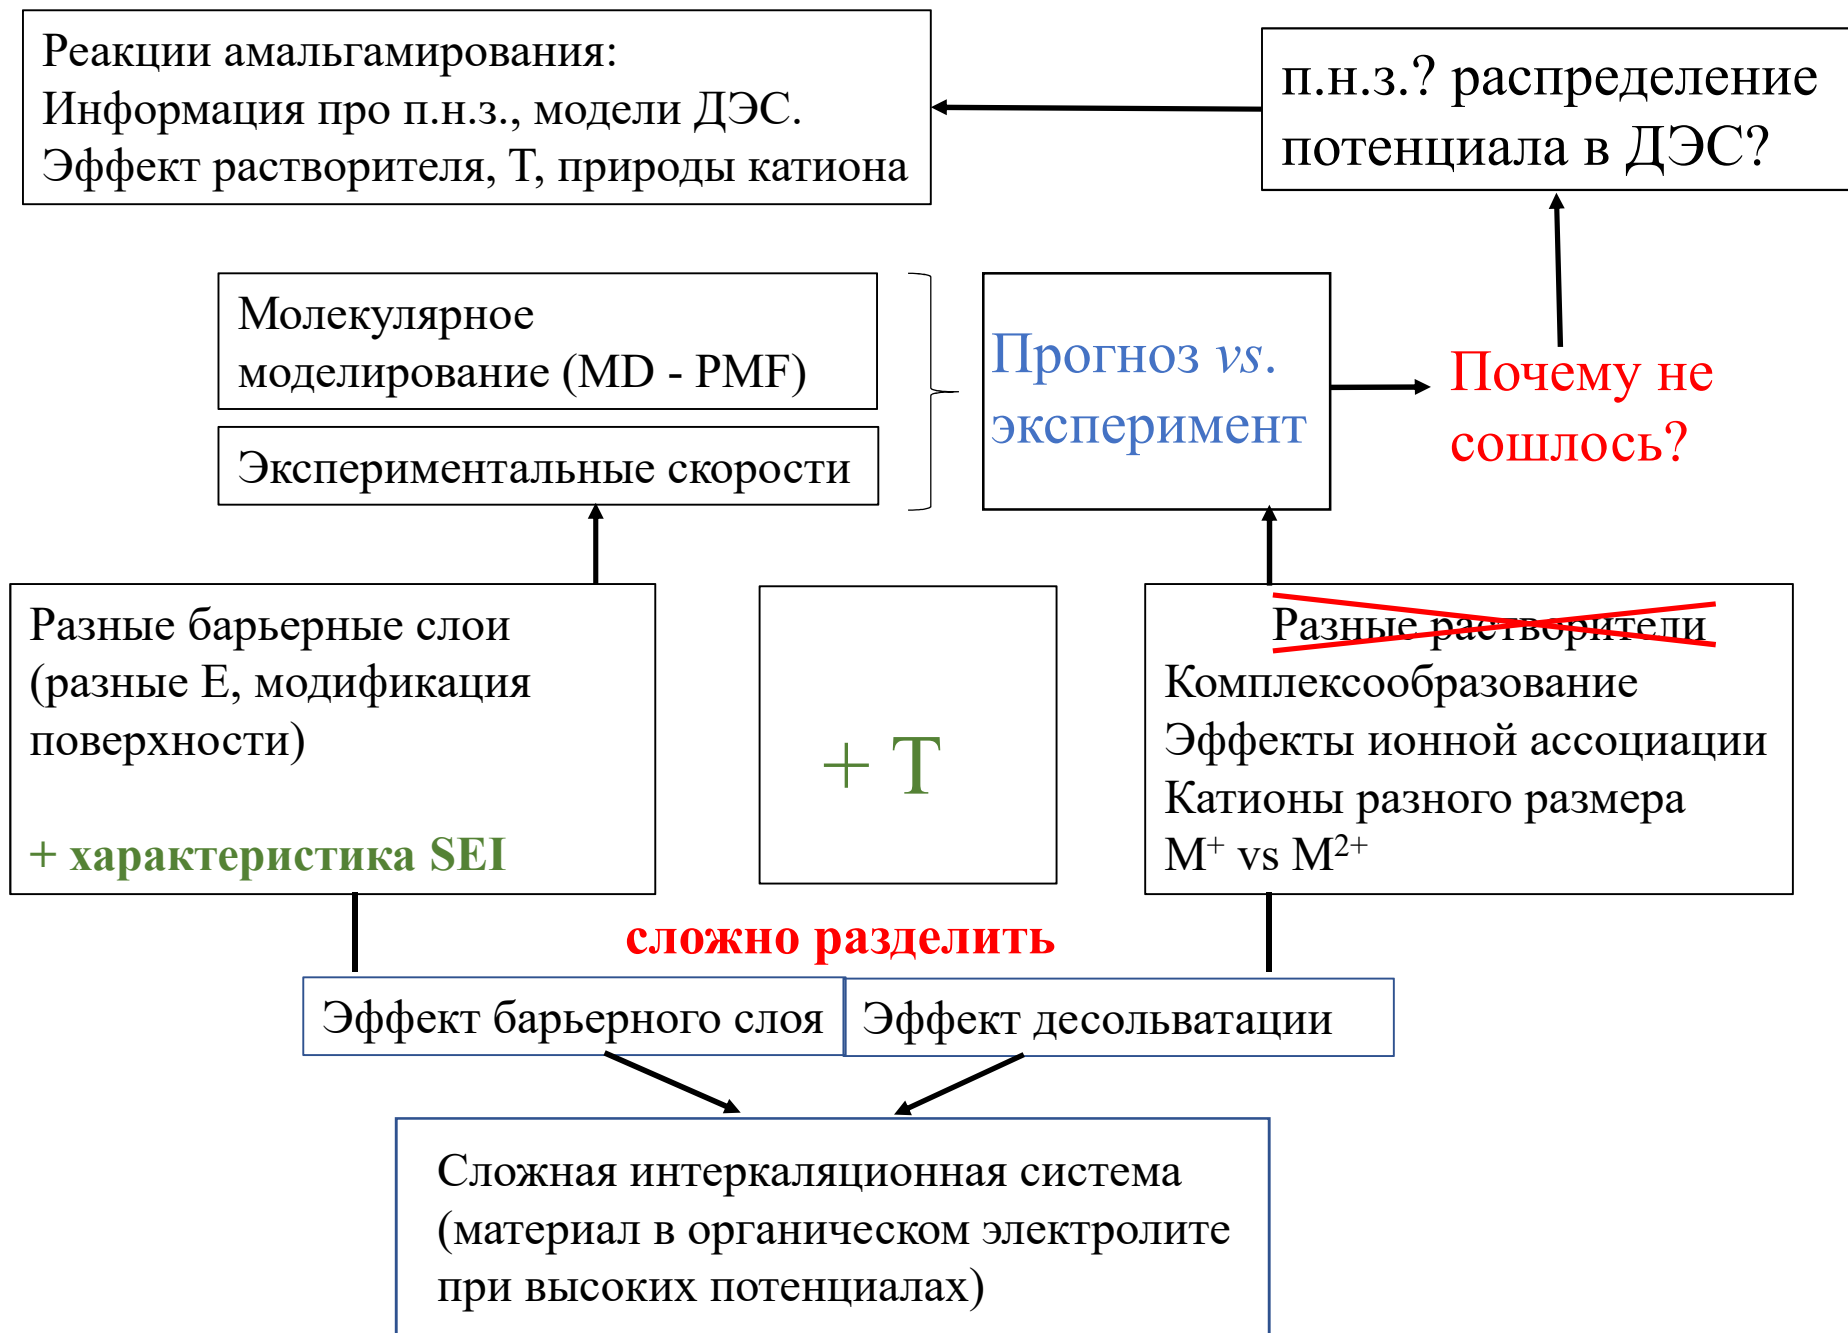 Реакции амальгамирования:
Информация про п.н.з., модели ДЭС.
Эффект растворителя, Т, природы катиона
п.н.з.? распределение
потенциала в ДЭС?
Молекулярное
моделирование (MD - PMF)
Экспериментальные скорости
Прогноз vs.
эксперимент
Почему не
сошлось?
Разные барьерные слои
(разные Е, модификация
поверхности)
+ характеристика SEI
+ T
Разные растворители
Комплексообразование
Эффекты ионной ассоциации
Катионы разного размера
M⁺ vs M²⁺
сложно разделить
Эффект барьерного слоя
Эффект десольватации
Сложная интеркаляционная система
(материал в органическом электролите
при высоких потенциалах)